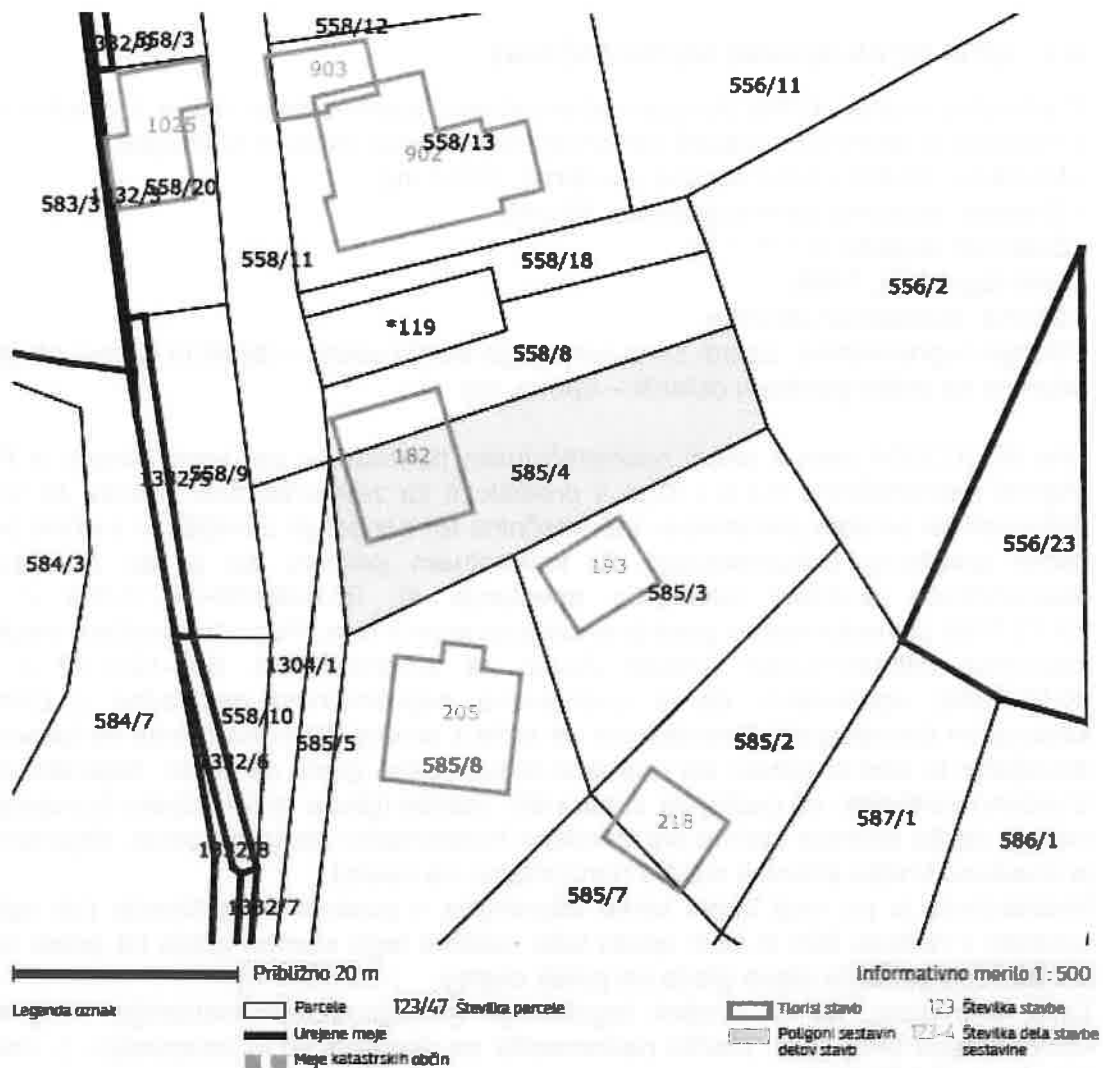 1332/9 558/3
558/12
903
556/11
1025
558/13
902
583/3 1332/5 558/20
558/11
558/18
556/2
*119
558/8
182
585/4
1332/5 558/9
584/3
193
556/23
585/3
1304/1
205
584/7
558/10
585/5
585/2
1332/6
585/8
587/1
218
586/1
1332/8
585/7
1332/7
Približno 20 m
Informativno merilo 1 : 500
Legenda oznak
Parcele
123/47 Številka parcele
Tlorisi stavb
123 Številka stavbe
Urejene meje
Poligoni sestavin
delov stavb
123-4 Številka dela stavbe
sestavine
Meje katastrskih občin